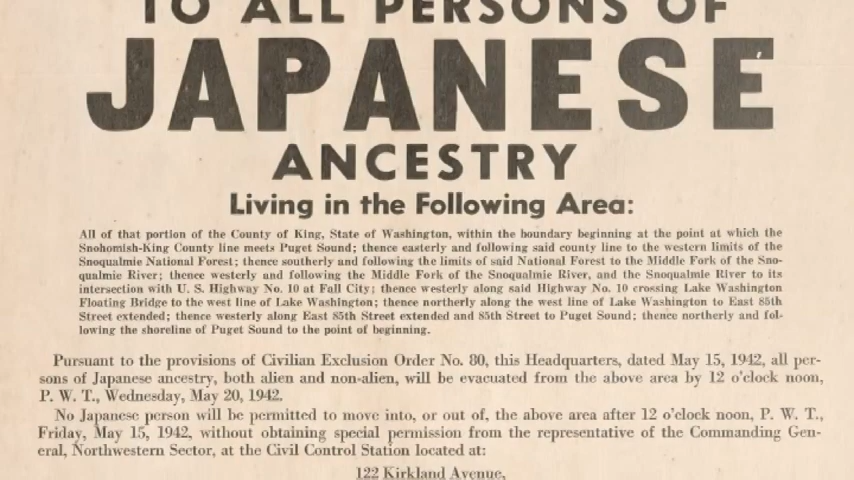 TO ALL PERSONS OF
JAPANESE
ANCESTRY
Living in the Following Area:
All of that portion of the County of King, State of Washington, within the boundary beginning at the point at which the
Snohomish-King County line meets Puget Sound; thence easterly and following said county line to the western limits of the
Snoqualmie National Forest; thence southerly and following the limits of said National Forest to the Middle Fork of the Sno-
qualmie River; thence westerly and following the Middle Fork of the Snoqualmie River, and the Snoqualmie River to its
intersection with U. S. Highway No. 10 at Fall City; thence westerly along said Highway No. 10 crossing Lake Washington
Floating Bridge to the west line of Lake Washington; thence northerly along the west line of Lake Washington to East 85th
Street extended; thence westerly along East 85th Street extended and 85th Street to Puget Sound; thence northerly and fol-
lowing the shoreline of Puget Sound to the point of beginning.
Pursuant to the provisions of Civilian Exclusion Order No. 80, this Headquarters, dated May 15, 1942, all per-
sons of Japanese ancestry, both alien and non-alien, will be evacuated from the above area by 12 o'clock noon,
P. W. T., Wednesday, May 20, 1942.
No Japanese person will be permitted to move into, or out of, the above area after 12 o'clock noon, P. W. T.,
Friday, May 15, 1942, without obtaining special permission from the representative of the Commanding Gen-
eral, Northwestern Sector, at the Civil Control Station located at:
122 Kirkland Avenue,